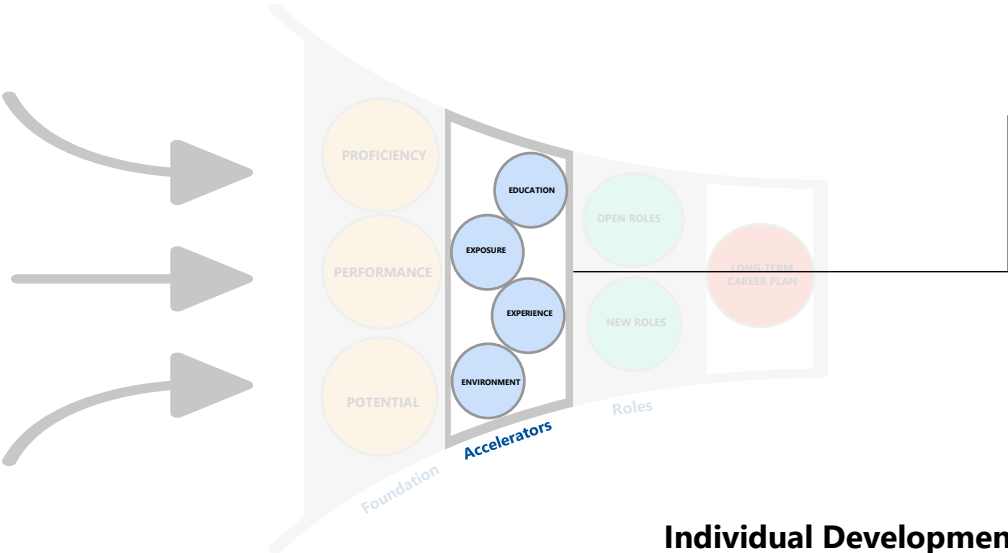 PROFICIENCY
PERFORMANCE
POTENTIAL
Foundation
EDUCATION
EXPOSURE
EXPERIENCE
ENVIRONMENT
Accelerators
OPEN ROLES
NEW ROLES
Roles
LONG-TERM
CAREER PLAN
Individual Developmen